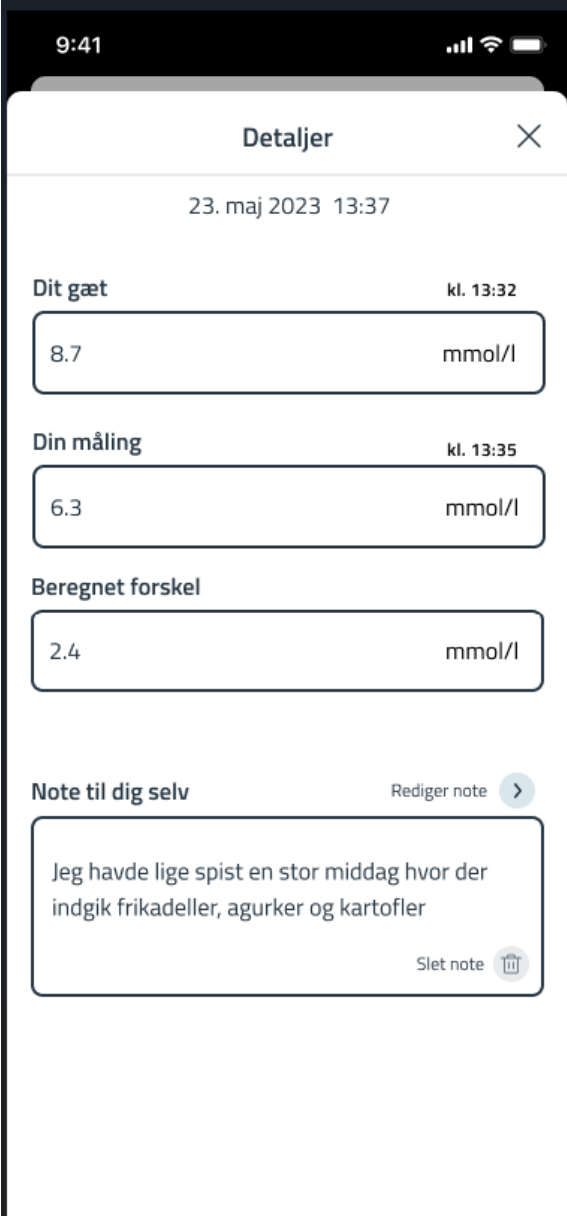 9:41
Detaljer
23. maj 2023 13:37
Dit gæt kl. 13:32
8.7 mmol/l
Din måling kl. 13:35
6.3 mmol/l
Beregnet forskel
2.4 mmol/l
Note til dig selv Rediger note
Jeg havde lige spist en stor middag hvor der
indgik frikadeller, agurker og kartofler
Slet note